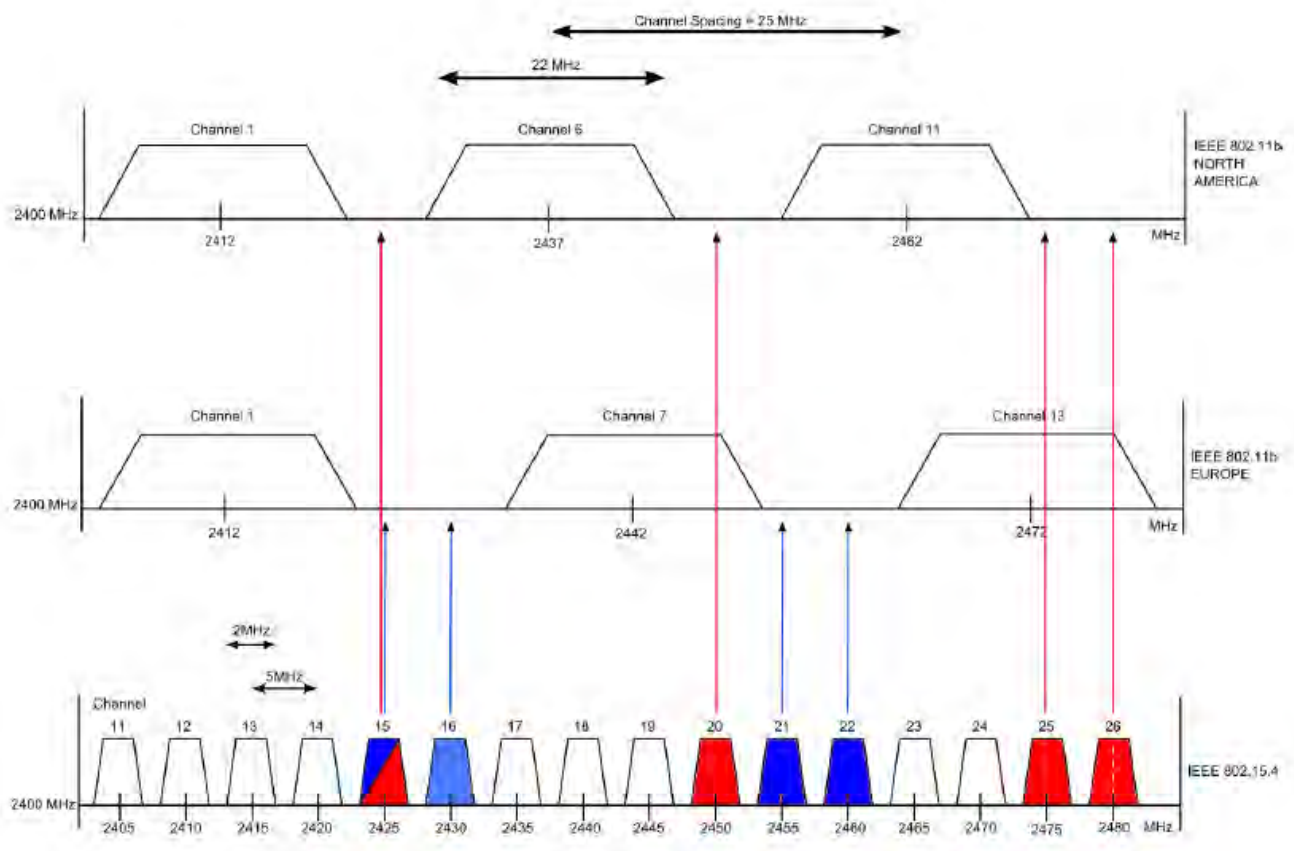 Channel Spacing = 25 MHz
22 MHz
Channel 1
Channel 6
Channel 11
IEEE 802.11b
NORTH
AMERICA
2400 MHz
2412
2437
2462
MHz
Channel 1
Channel 7
Channel 13
IEEE 802.11b
EUROPE
2400 MHz
2412
2442
2472
MHz
2MHz
5MHz
Channel
11 12 13 14 15 16 17 18 19 20 21 22 23 24 25 26
IEEE 802.15.4
2400 MHz
2405 2410 2415 2420 2425 2430 2435 2440 2445 2450 2455 2460 2465 2470 2475 2480 MHz